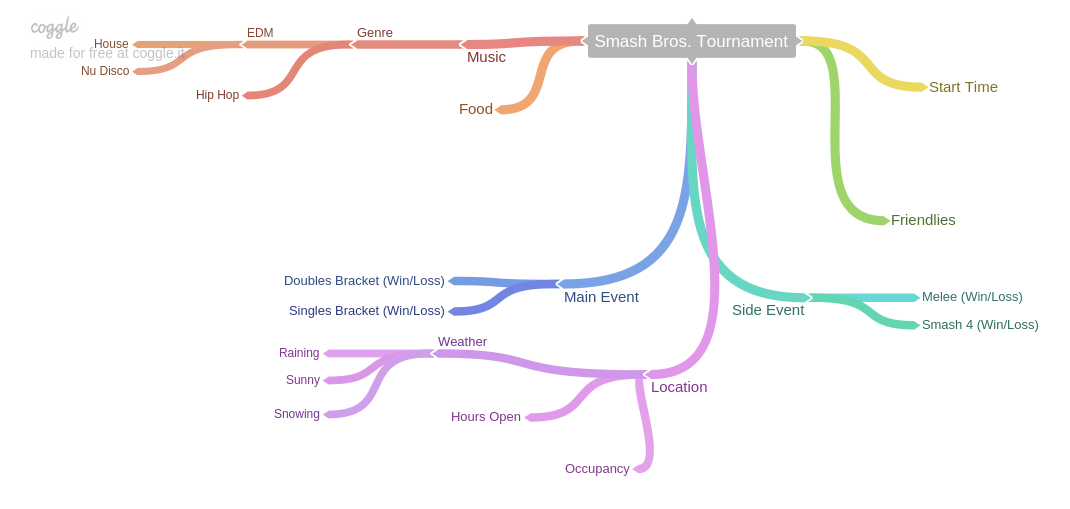 coggle
made for free at coggle.it
Smash Bros. Tournament
Music
Genre
EDM
House
Nu Disco
Hip Hop
Food
Start Time
Friendlies
Main Event
Doubles Bracket (Win/Loss)
Singles Bracket (Win/Loss)
Side Event
Melee (Win/Loss)
Smash 4 (Win/Loss)
Location
Weather
Raining
Sunny
Snowing
Hours Open
Occupancy